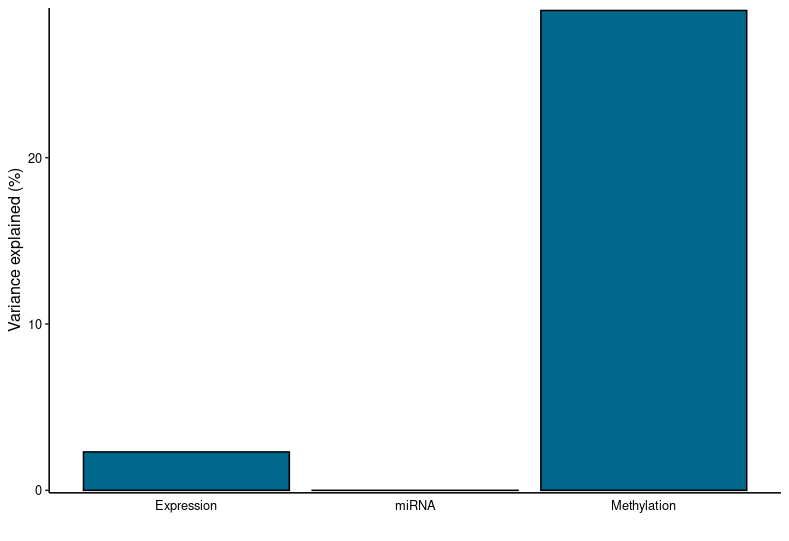 Variance explained (%)
20
10
0
Expression miRNA Methylation